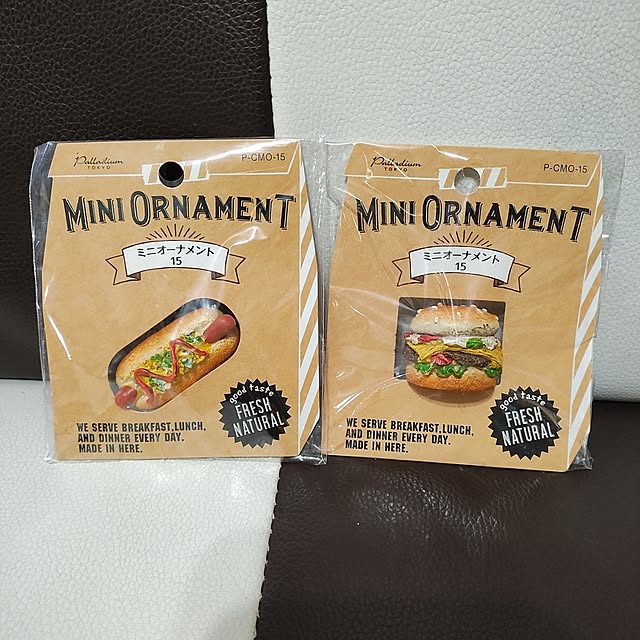 Palladium
TOKYO
P-CMO-15
MINI ORNAMENT
ミニオーナメント
15
good taste
FRESH
NATURAL
WE SERVE BREAKFAST,LUNCH,
AND DINNER EVERY DAY.
MADE IN HERE.
Palladium
TOKYO
P-CMO-15
MINI ORNAMENT
ミニオーナメント
15
good taste
FRESH
NATURAL
WE SERVE BREAKFAST,LUNCH,
AND DINNER EVERY DAY.
MADE IN HERE.